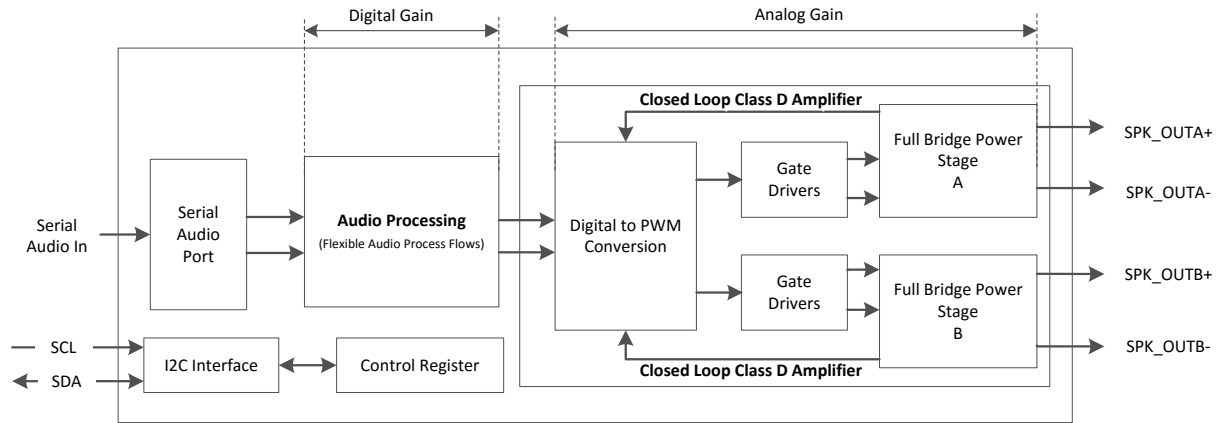 Digital Gain
Analog Gain
Closed Loop Class D Amplifier
Full Bridge Power
Stage
A
SPK_OUTA+
SPK_OUTA-
Gate
Drivers
Serial
Audio In
Serial
Audio
Port
Audio Processing
(Flexible Audio Process Flows)
Digital to PWM
Conversion
Gate
Drivers
Full Bridge Power
Stage
B
SPK_OUTB+
SPK_OUTB-
SCL
SDA
I2C Interface
Control Register
Closed Loop Class D Amplifier